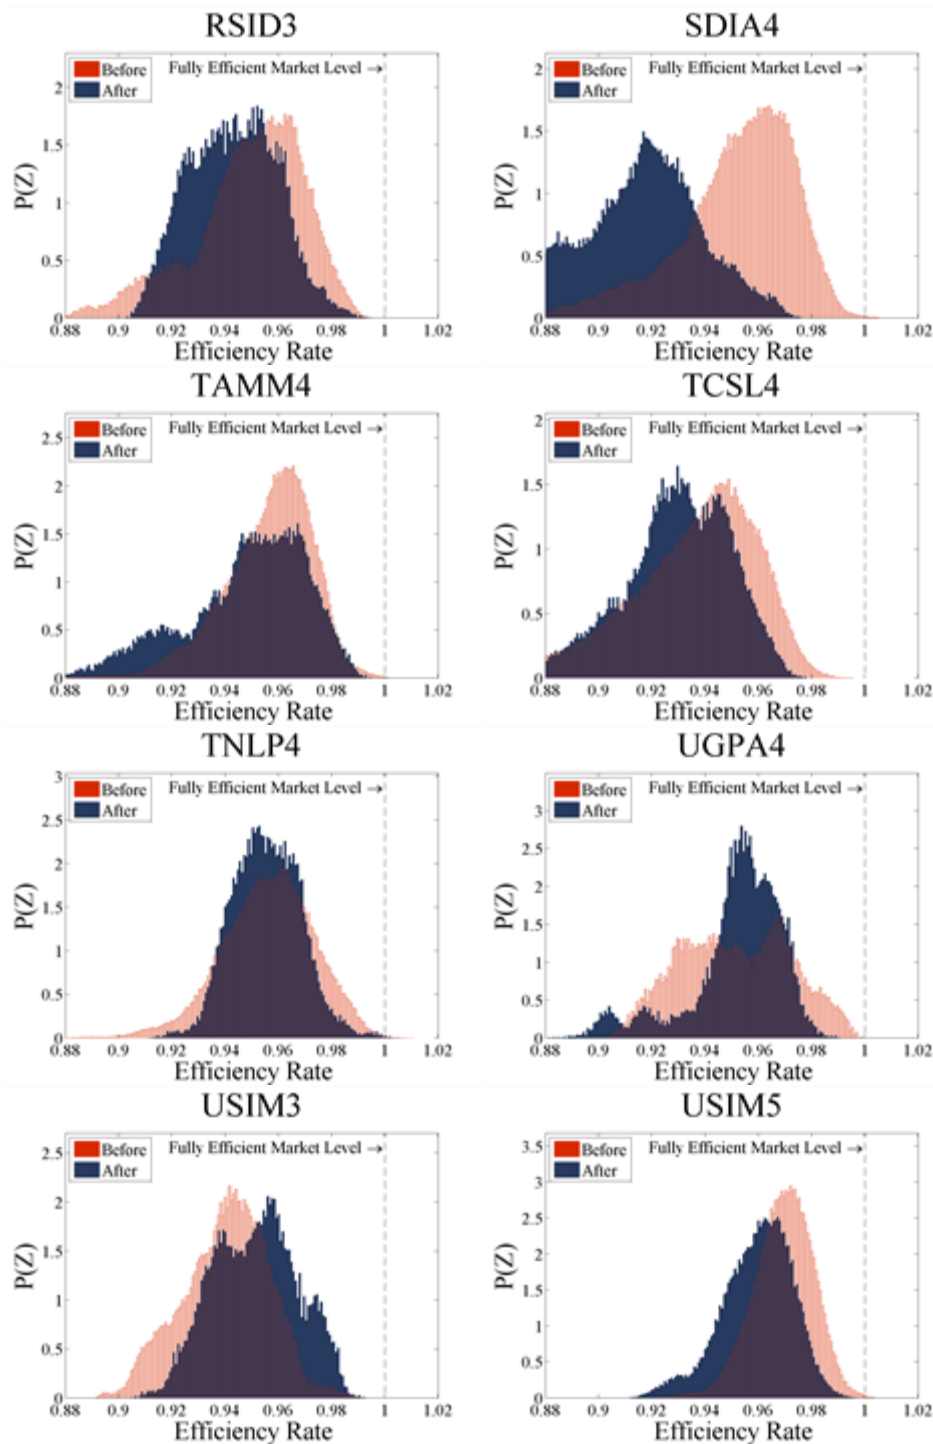 RSID3
SDIA4
2
1.5
1
0.5
0
P(Z)
Before
After
Fully Efficient Market Level →
0.88 0.9 0.92 0.94 0.96 0.98 1 1.02
Efficiency Rate
2
1.5
1
0.5
0
P(Z)
Before
After
Fully Efficient Market Level →
0.88 0.9 0.92 0.94 0.96 0.98 1 1.02
Efficiency Rate
TAMM4
TCSL4
2.5
2
1.5
1
0.5
0
P(Z)
Before
After
Fully Efficient Market Level →
0.88 0.9 0.92 0.94 0.96 0.98 1 1.02
Efficiency Rate
2
1.5
1
0.5
0
P(Z)
Before
After
Fully Efficient Market Level →
0.88 0.9 0.92 0.94 0.96 0.98 1 1.02
Efficiency Rate
TNLP4
UGPA4
3
2.5
2
1.5
1
0.5
0
P(Z)
Before
After
Fully Efficient Market Level →
0.88 0.9 0.92 0.94 0.96 0.98 1 1.02
Efficiency Rate
3
2.5
2
1.5
1
0.5
0
P(Z)
Before
After
Fully Efficient Market Level →
0.88 0.9 0.92 0.94 0.96 0.98 1 1.02
Efficiency Rate
USIM3
USIM5
2.5
2
1.5
1
0.5
0
P(Z)
Before
After
Fully Efficient Market Level →
0.88 0.9 0.92 0.94 0.96 0.98 1 1.02
Efficiency Rate
3.5
3
2.5
2
1.5
1
0.5
0
P(Z)
Before
After
Fully Efficient Market Level →
0.88 0.9 0.92 0.94 0.96 0.98 1 1.02
Efficiency Rate